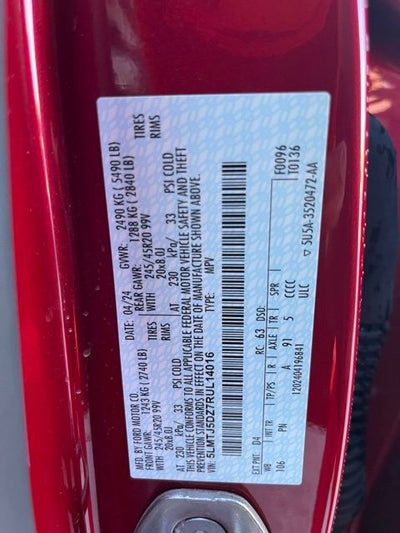 MFD. BY FORD MOTOR CO.
DATE: 04/24 GVWR: 2490 KG ( 5490 LB)
FRONT GAWR: 1243 KG (2740 LB) REAR GAWR: 1288 KG ( 2840 LB)
245/45R20 99V WITH 245/45R20 99V TIRES
20x8.0J 20x8.0J RIMS
AT 230 kPa/ 33 PSI COLD AT 230 kPa/ 33 PSI COLD
THIS VEHICLE CONFORMS TO ALL APPLICABLE FEDERAL MOTOR VEHICLE SAFETY AND THEFT
PREVENTION STANDARDS IN EFFECT ON THE DATE OF MANUFACTURE SHOWN ABOVE.
VIN: 5LMTJ5DZ7RUL14016 TYPE: MPV
F0096
T0136
EXT PNT: D4 RC: 63 DSO:
WB INT TR TP/PS R AXLE TR SPR
106 PN A 91 5 CCCC
ULC
120240419684 1
▽ 5U5A-3520472-AA